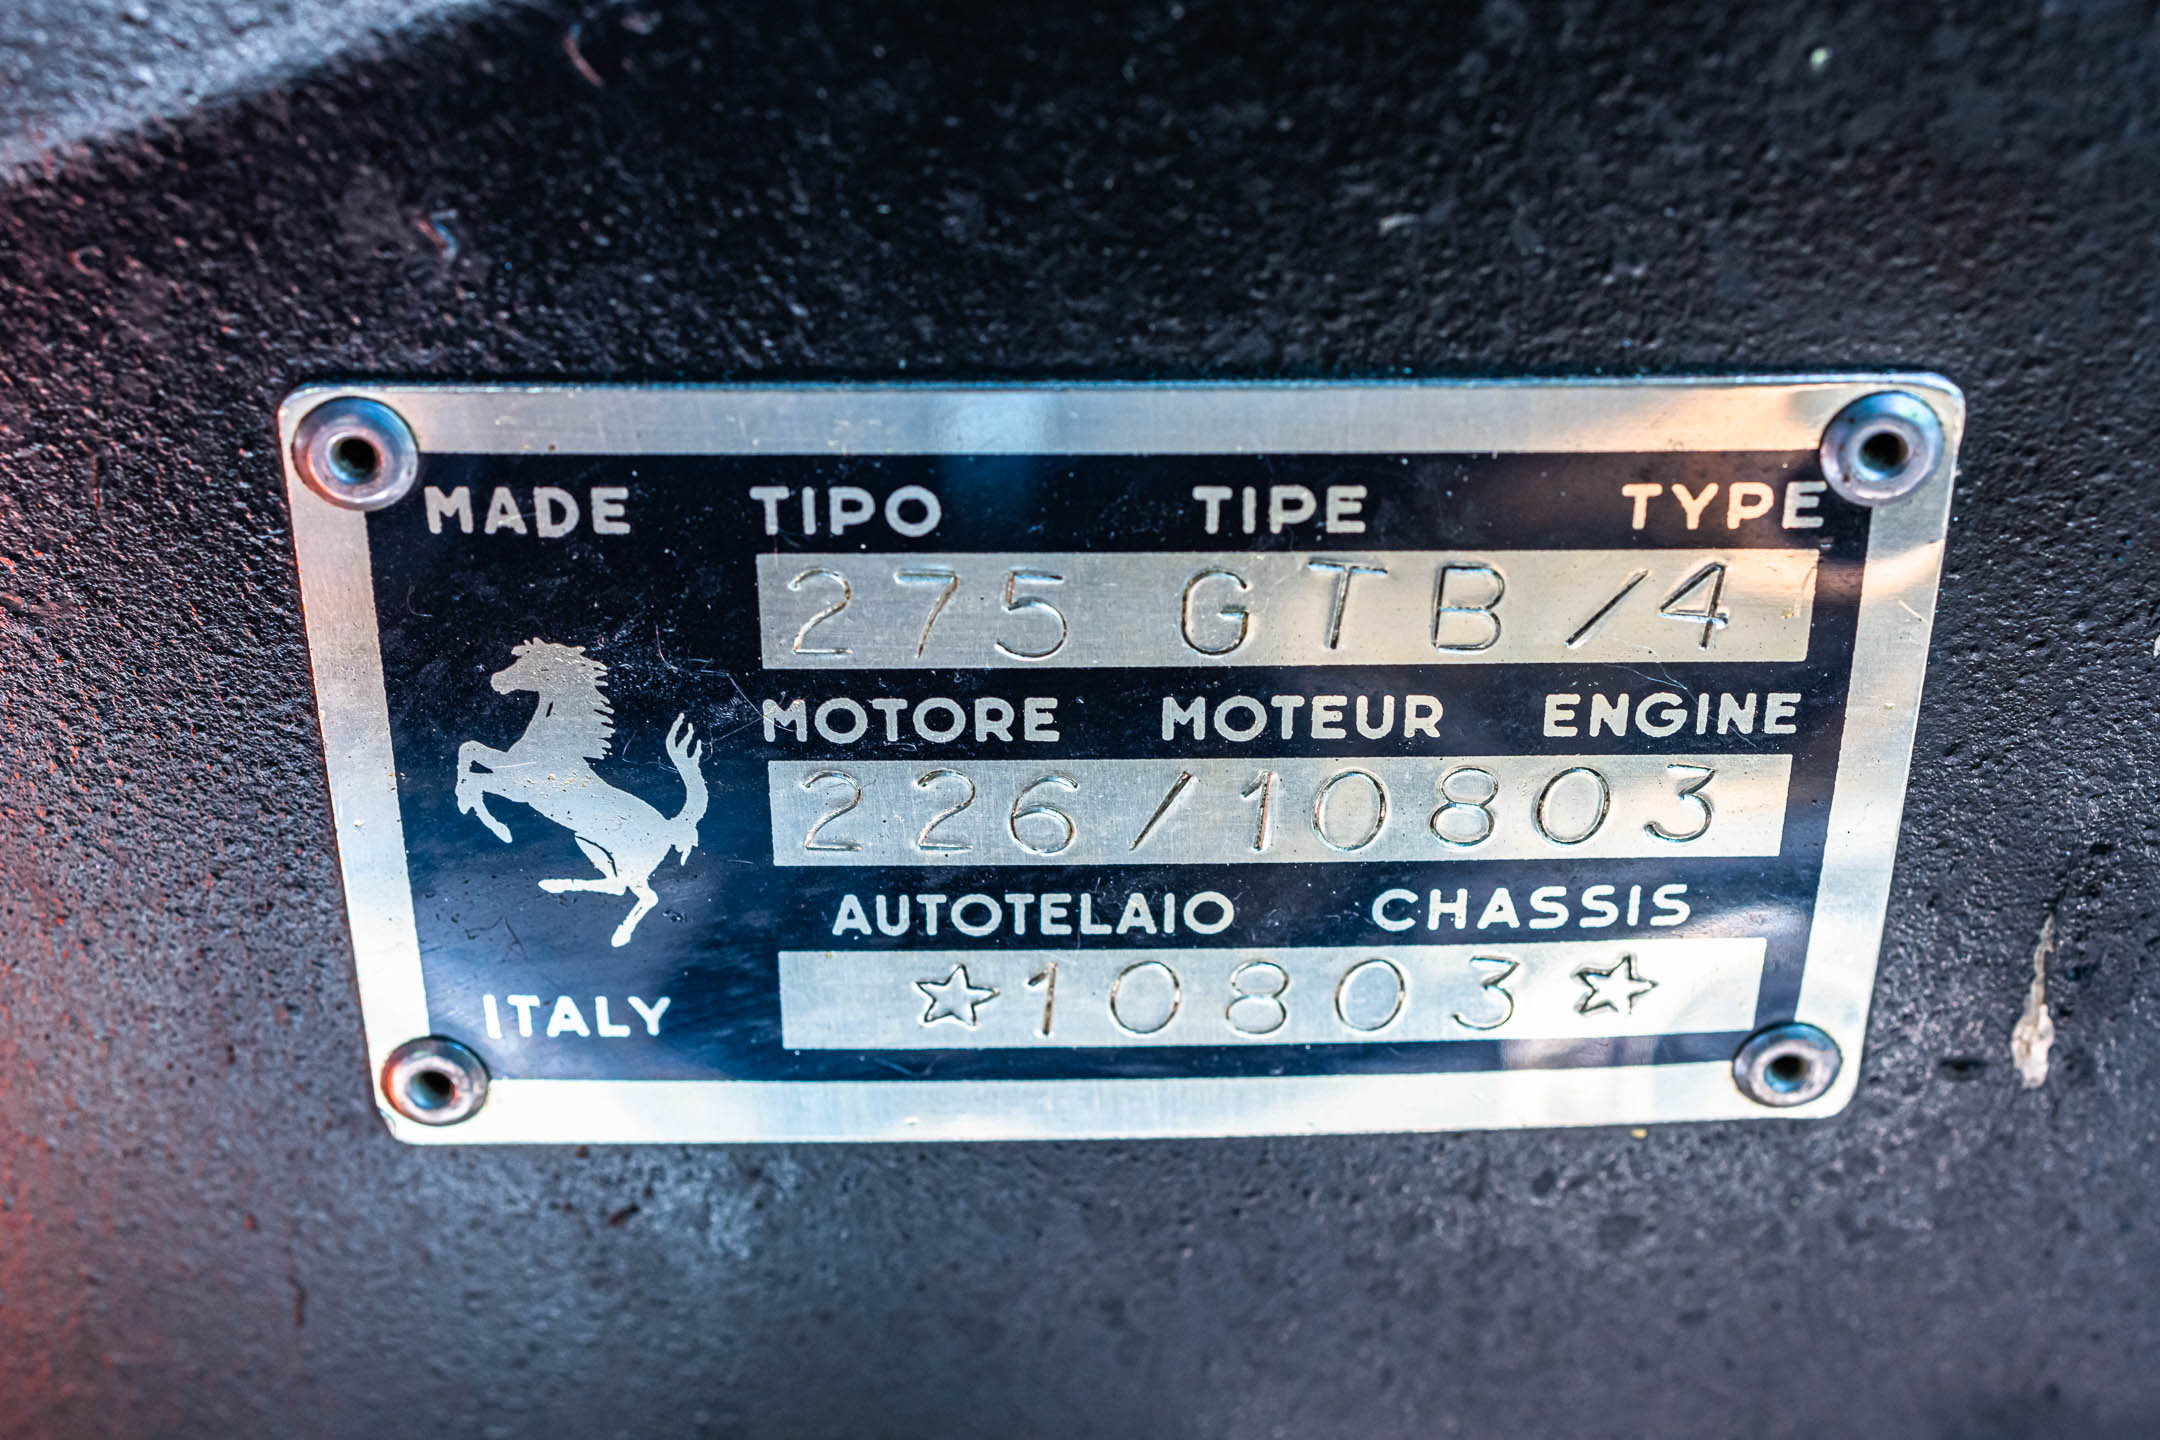 MADE TIPO TIPE TYPE
275 GTB/4
MOTORE MOTEUR ENGINE
226/10803
AUTOTELAIO CHASSIS
☆10803☆
ITALY